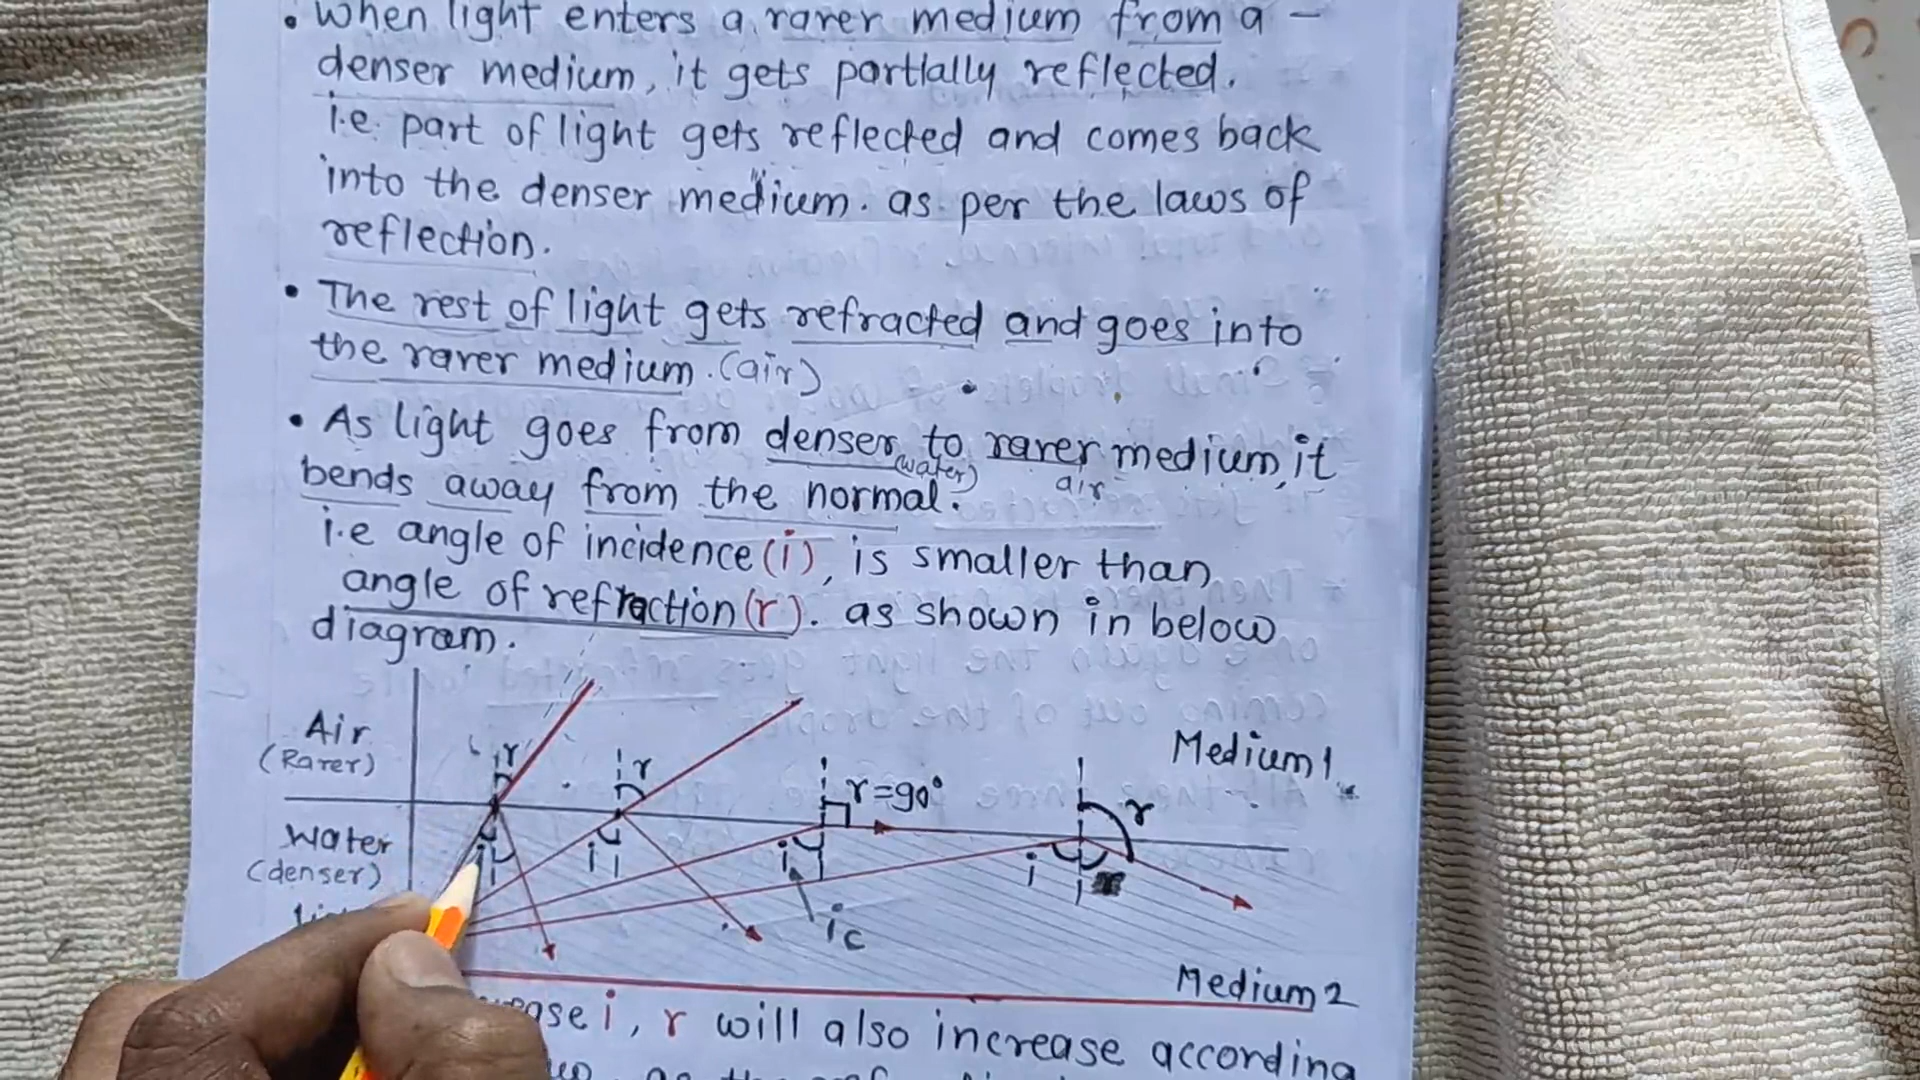 • When light enters a rarer medium from a -
denser medium, it gets partially reflected.
i.e. part of light gets reflected and comes back
into the denser medium. as per the laws of
reflection.
• The rest of light gets refracted and goes into
the rarer medium. (air)
• As light goes from denser to rarer medium, it
(water) air
bends away from the normal.
i.e angle of incidence (i), is smaller than
angle of refraction (r). as shown in below
diagram.
Air
(Rarer)
r
r
r=90°
r
Medium 1
Water
(denser)
i
i
i
i
r
ic
Medium 2
i, r will also increase according